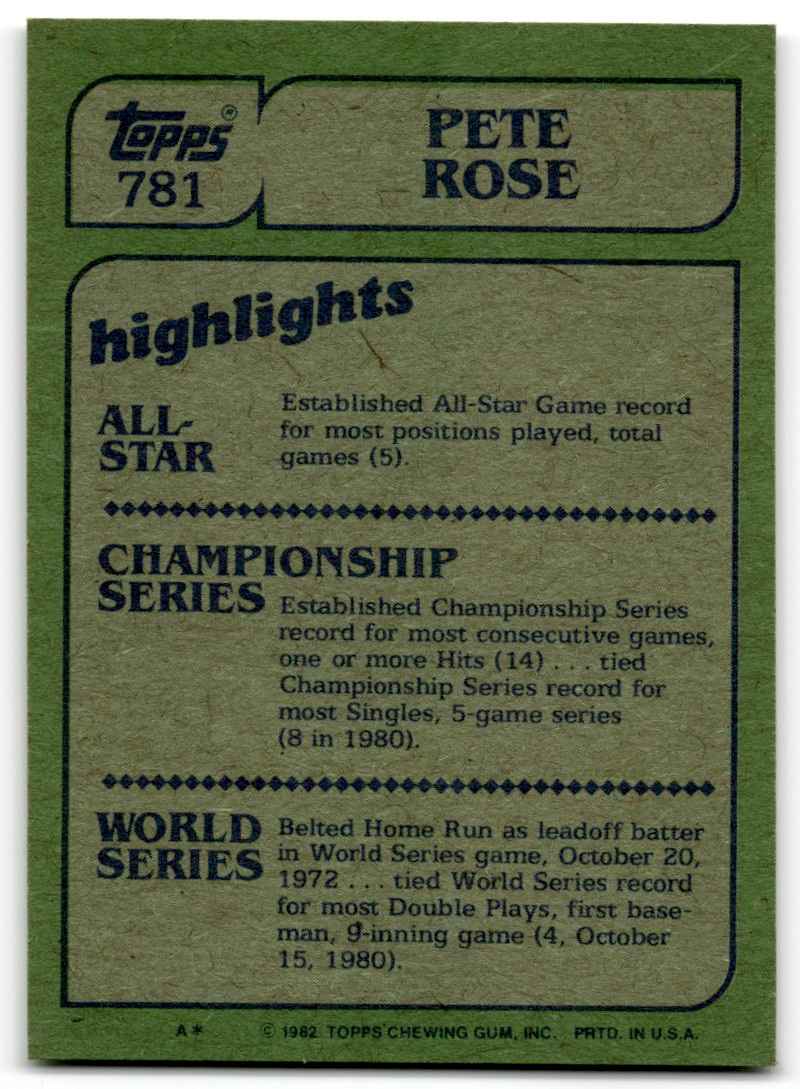 topps®
781
PETE
ROSE
highlights
ALL-
STAR
Established All-Star Game record
for most positions played, total
games (5).
CHAMPIONSHIP
SERIES
Established Championship Series
record for most consecutive games,
one or more Hits (14) . . . tied
Championship Series record for
most Singles, 5-game series
(8 in 1980).
WORLD
SERIES
Belted Home Run as leadoff batter
in World Series game, October 20,
1972 . . . tied World Series record
for most Double Plays, first base-
man, 9-inning game (4, October
15, 1980).
A* © 1982 TOPPS CHEWING GUM, INC. PRTD. IN U.S.A.